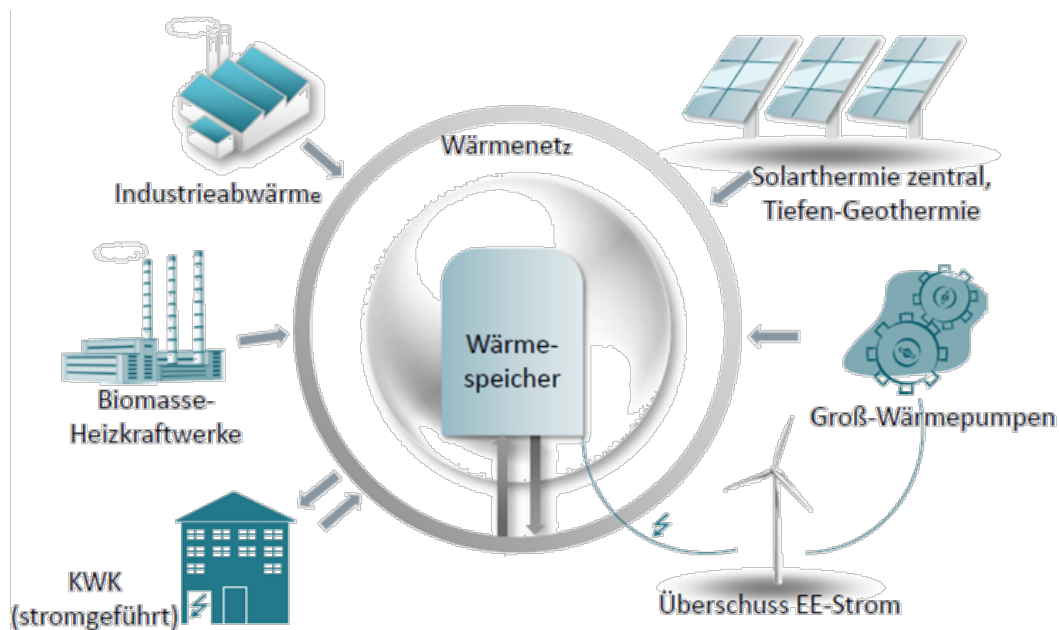 Wärmenetz
Industrieabwärme
Solarthermie zentral,
Tiefen-Geothermie
Wärme-
speicher
Biomasse-
Heizkraftwerke
Groß-Wärmepumpen
KWK
(stromgeführt)
Überschuss EE-Strom